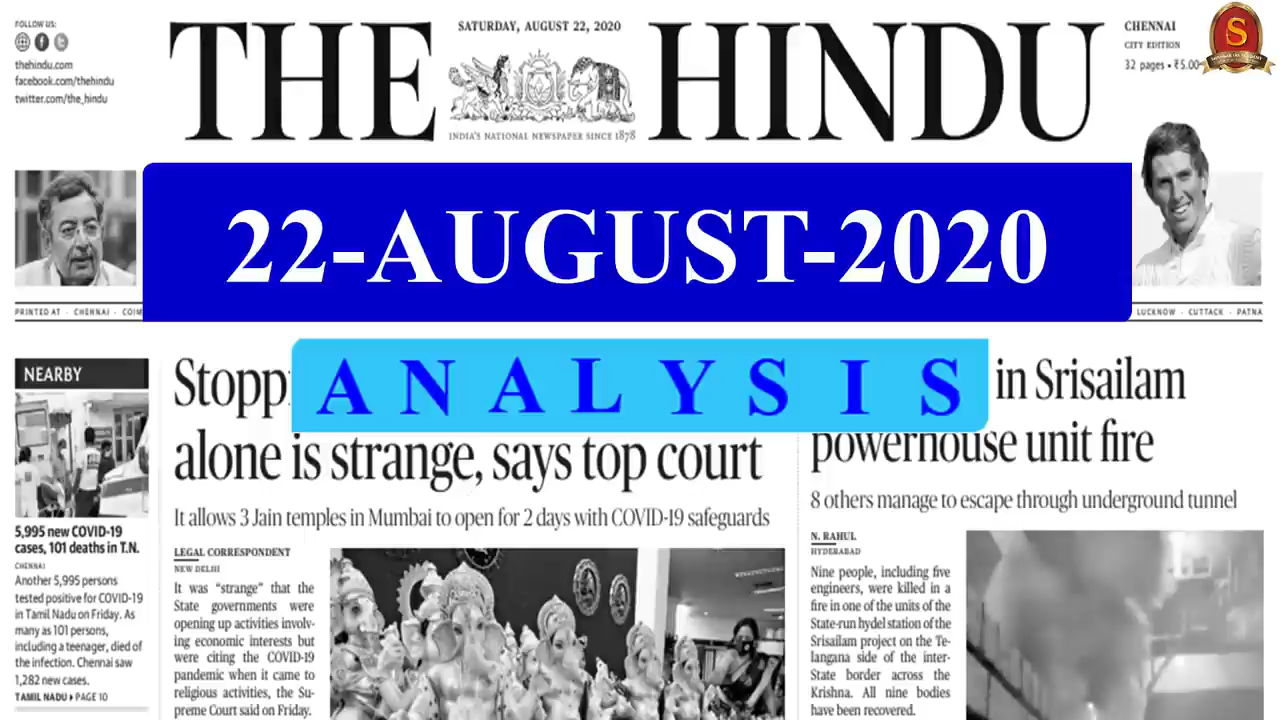 FOLLOW US:
thehindu.com
facebook.com/thehindu
twitter.com/the_hindu
SATURDAY, AUGUST 22, 2020
THE HINDU
INDIA'S NATIONAL NEWSPAPER SINCE 1878
CHENNAI
CITY EDITION
32 pages • ₹5.00
S
22-AUGUST-2020
PRINTED AT · CHENNAI · COIM
LUCKNOW · CUTTACK · PATNA
ANALYSIS
NEARBY
5,995 new COVID-19
cases, 101 deaths in T.N.
CHENNAI
Another 5,995 persons
tested positive for COVID-19
in Tamil Nadu on Friday. As
many as 101 persons,
including a teenager, died of
the infection. Chennai saw
1,282 new cases.
TAMIL NADU PAGE 10
Stopp
alone is strange, says top court
It allows 3 Jain temples in Mumbai to open for 2 days with COVID-19 safeguards
LEGAL CORRESPONDENT
NEW DELHI
It was “strange” that the
State governments were
opening up activities involv-
ing economic interests but
were citing the COVID-19
pandemic when it came to
religious activities, the Su-
preme Court said on Friday.
in Srisailam
powerhouse unit fire
8 others manage to escape through underground tunnel
N. RAHUL
HYDERABAD
Nine people, including five
engineers, were killed in a
fire in one of the units of the
State-run hydel station of the
Srisailam project on the Te-
langana side of the inter-
State border across the
Krishna. All nine bodies
have been recovered.